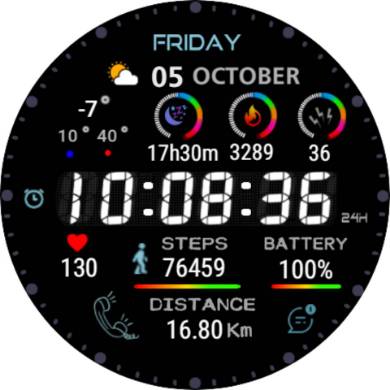 FRIDAY
05 OCTOBER
-7°
10° 40°
17h30m 3289 36
10:08:36
24H
130
STEPS
76459
BATTERY
100%
DISTANCE
16.80 Km